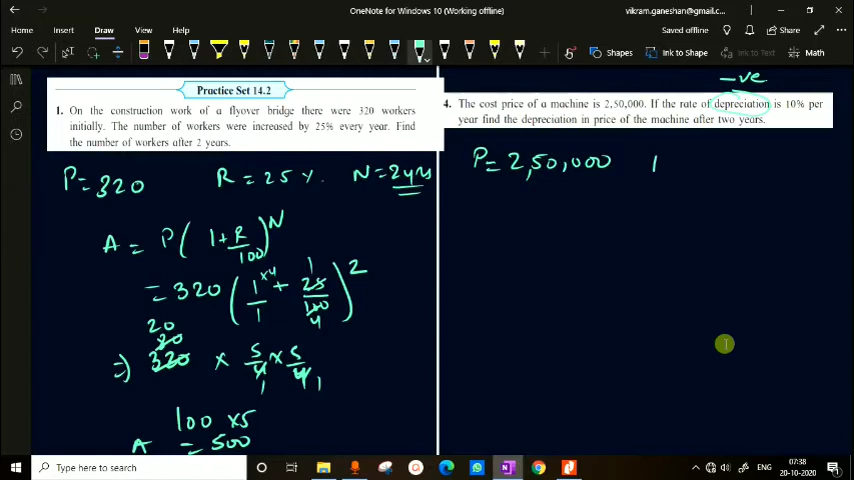 OneNote for Windows 10 (Working offline)
vikram.ganeshan@gmail.c...
Home Insert Draw View Help
Saved offline
Share
Shapes
Ink to Shape
Ink to Text
Math
Practice Set 14.2
1. On the construction work of a flyover bridge there were 320 workers
initially. The number of workers were increased by 25% every year. Find
the number of workers after 2 years.
P=320 R=25 %. N=2yrs
A = P(1+R/100)^N
=320(1/1 ×4 + 1 25/100 4)^2
20
80
=) 320 × 5/4 × 5/4
1 1
100 ×5
A = 500
-ve
4. The cost price of a machine is 2,50,000. If the rate of depreciation is 10% per
year find the depreciation in price of the machine after two years.
P=2,50,000
Type here to search
ENG
07:38
20-10-2020